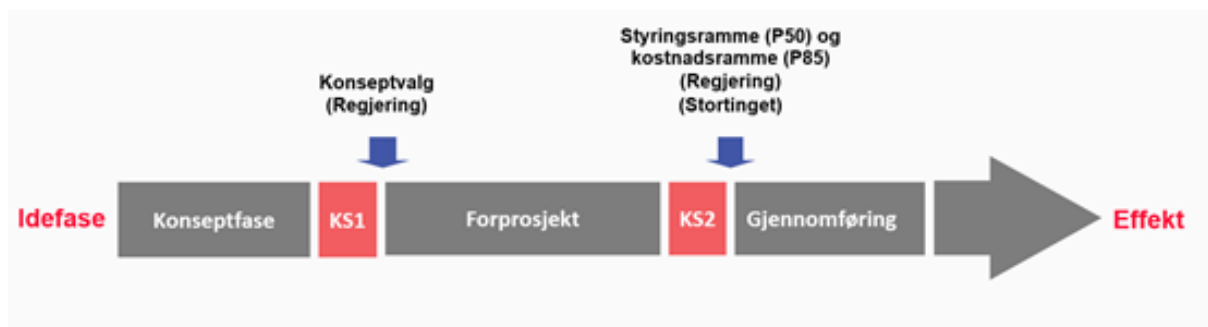 Styringsramme (P50) og
kostnadsramme (P85)
(Regjering)
(Stortinget)
Konseptvalg
(Regjering)
Idefase
Konseptfase
KS1
Forprosjekt
KS2
Gjennomføring
Effekt